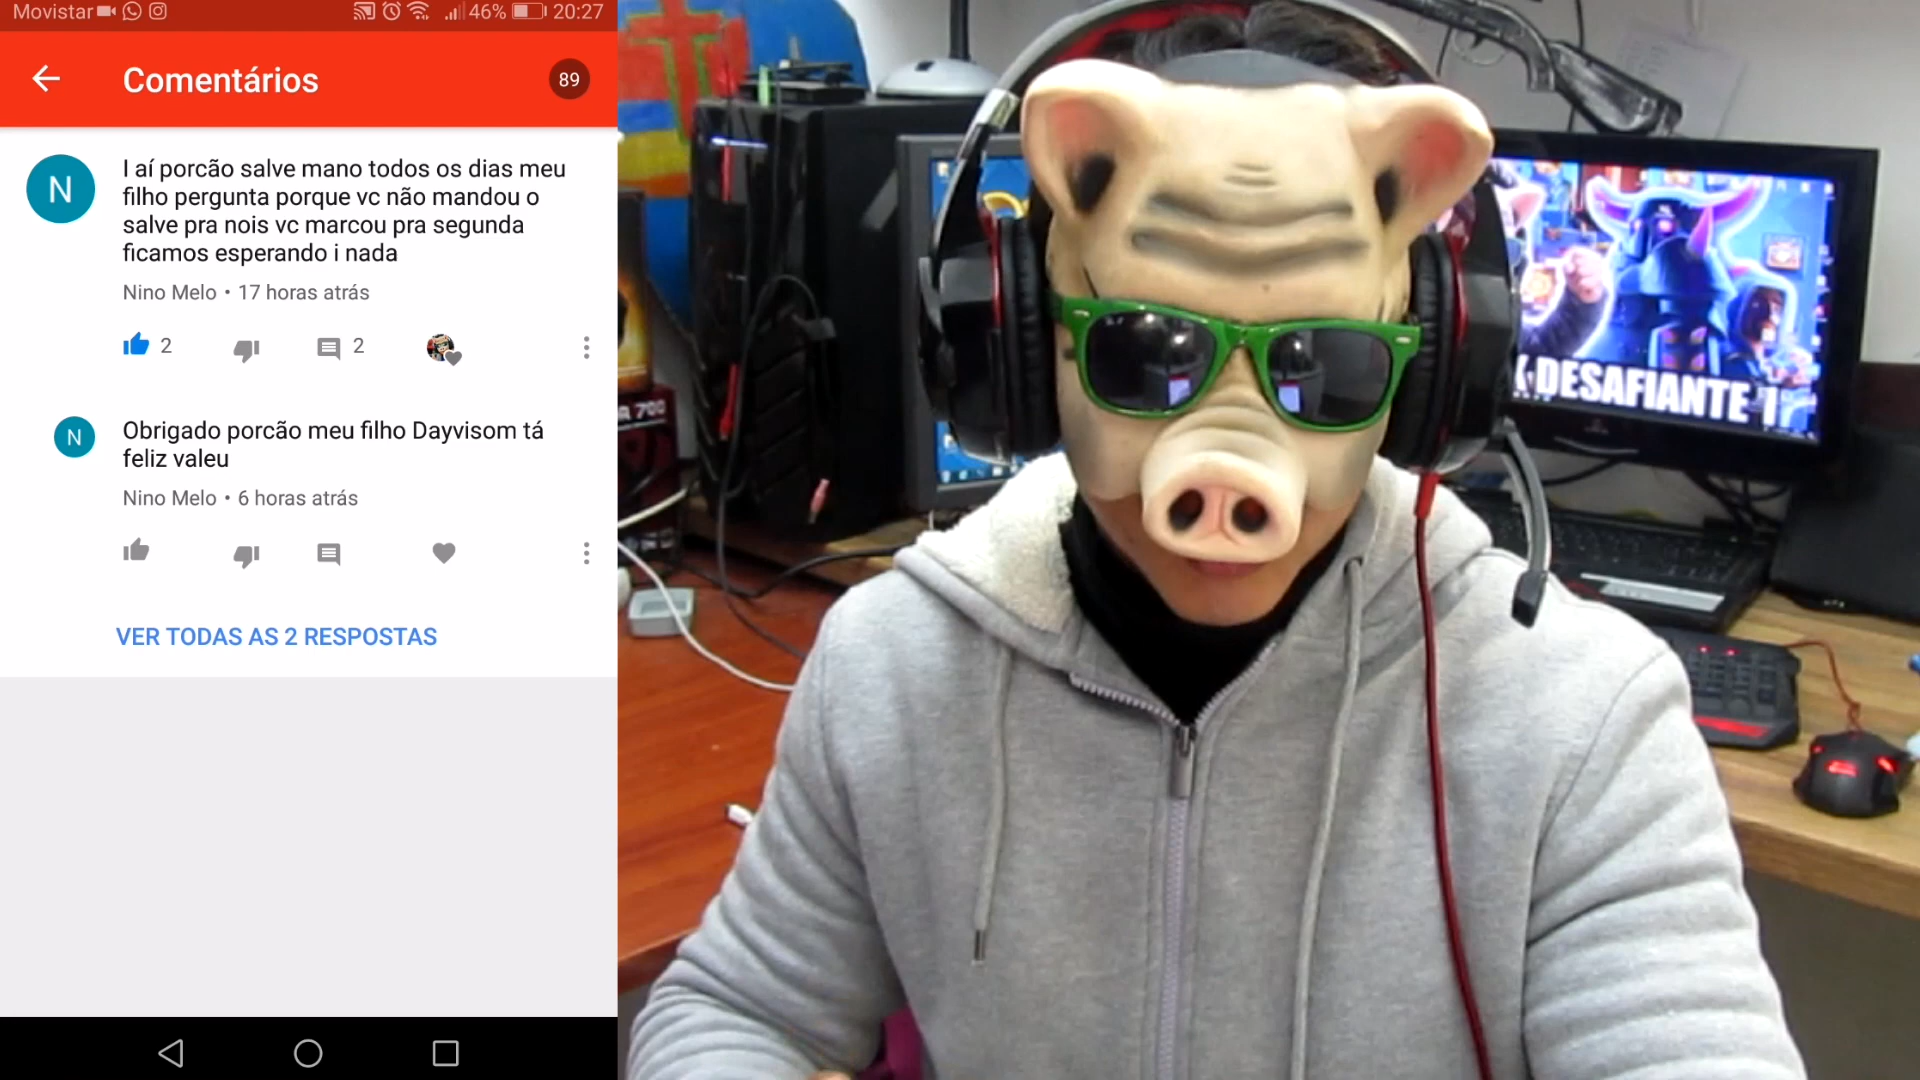 Movistar
46%
20:27
Comentários
89
N
I aí porcão salve mano todos os dias meu
filho pergunta porque vc não mandou o
salve pra nois vc marcou pra segunda
ficamos esperando i nada
Nino Melo • 17 horas atrás
2
2
N
Obrigado porcão meu filho Dayvisom tá
feliz valeu
Nino Melo • 6 horas atrás
VER TODAS AS 2 RESPOSTAS
R 700
K DESAFIANTE 1